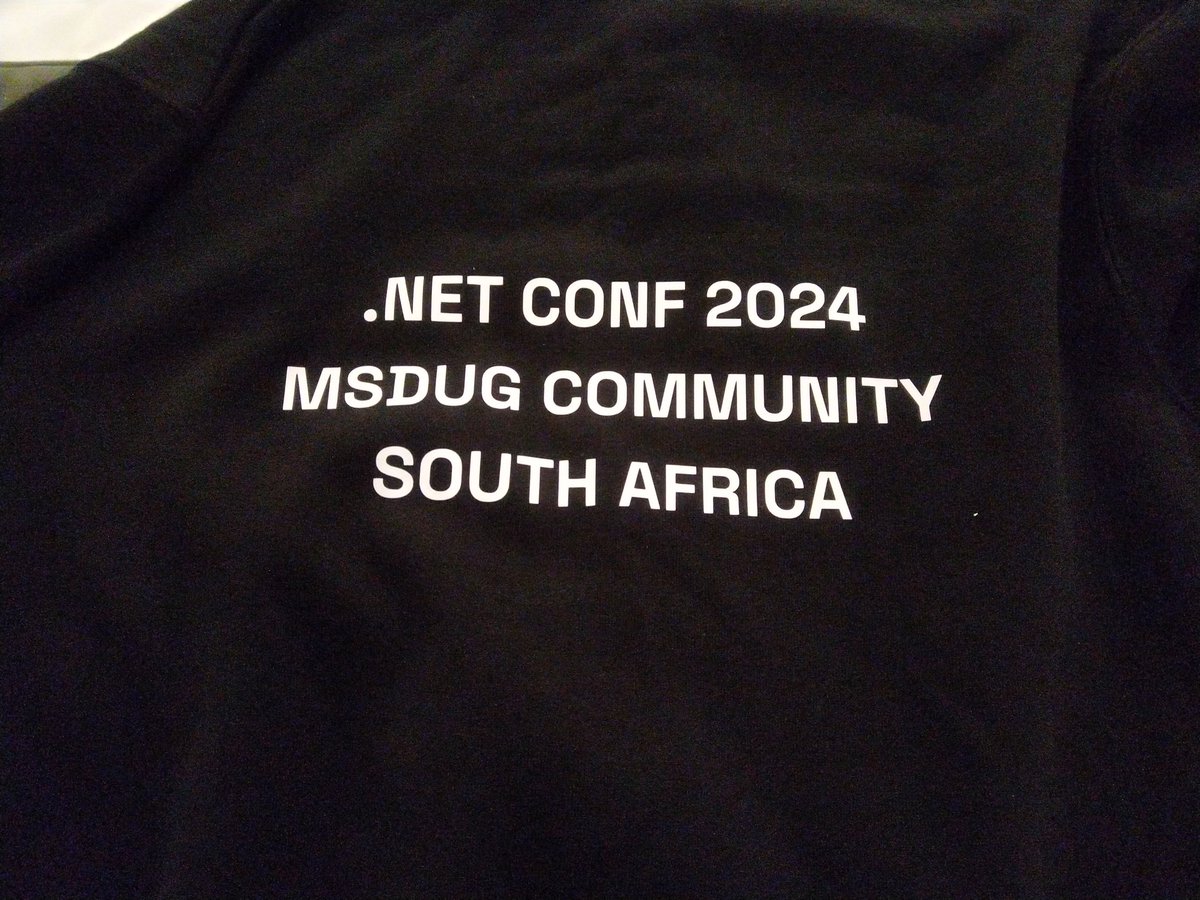 .NET CONF 2024
MSDUG COMMUNITY
SOUTH AFRICA